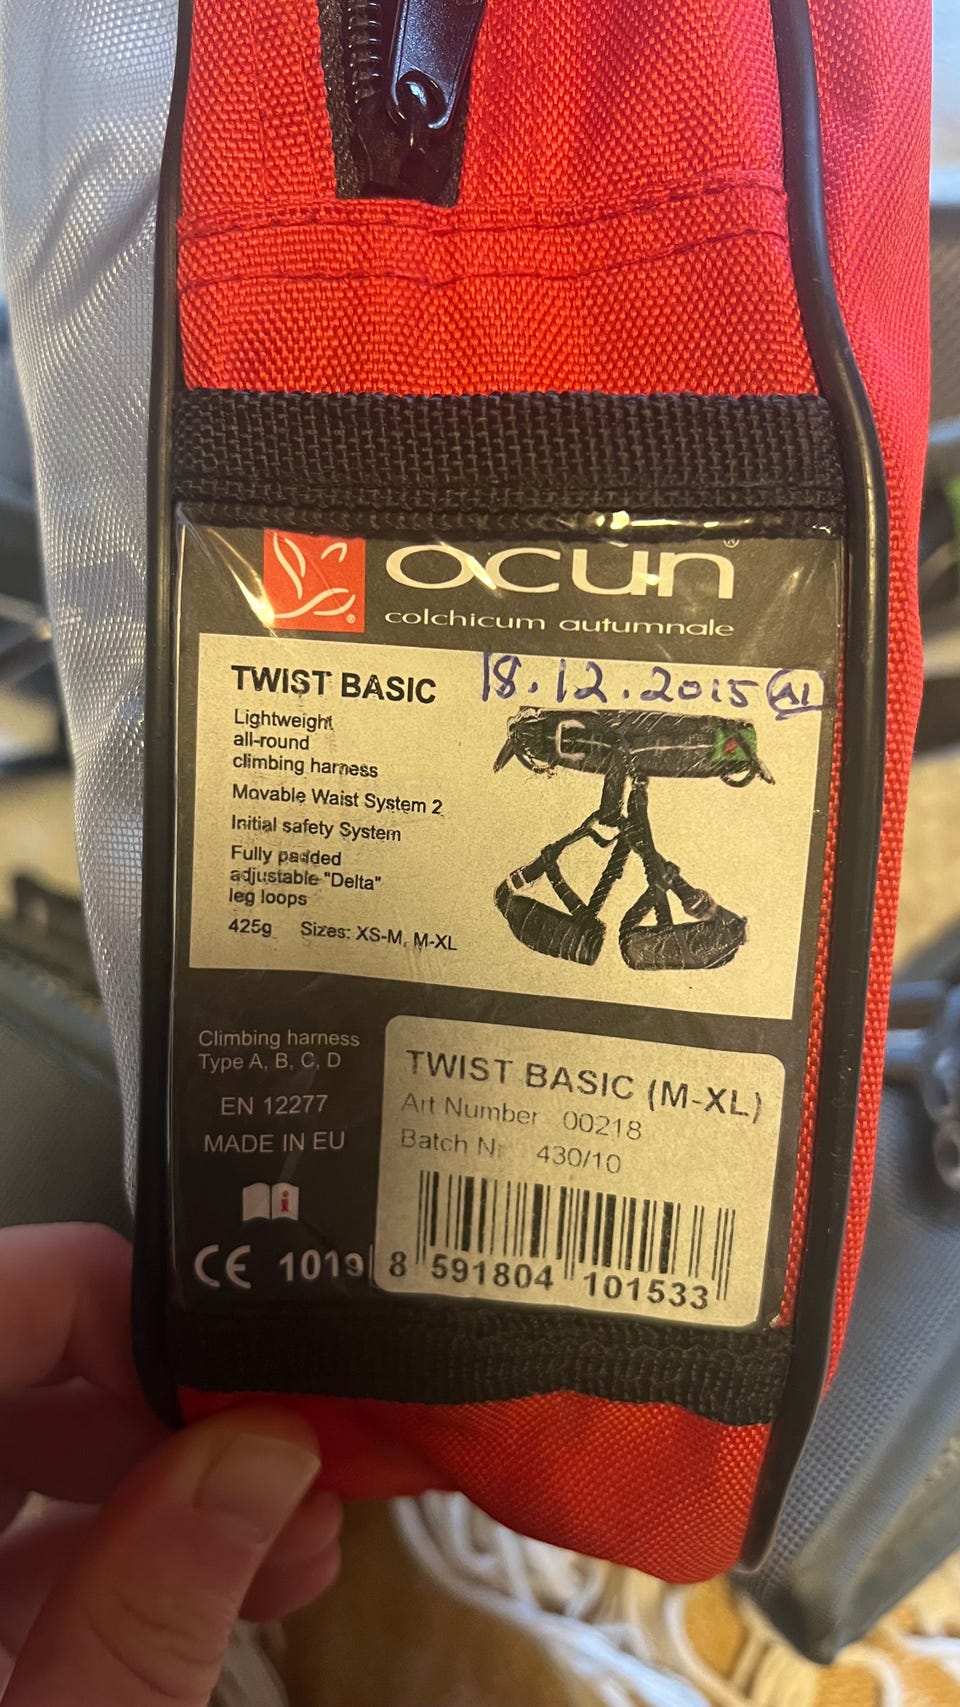 ocún®
colchicum autumnale
TWIST BASIC
18.12.2015
Lightweight
all-round
climbing harness
Movable Waist System 2
Initial safety System
Fully padded
adjustable "Delta"
leg loops
425g Sizes: XS-M, M-XL
Climbing harness
Type A, B, C, D
EN 12277
MADE IN EU
i
CE 1019
TWIST BASIC (M-XL)
Art Number 00218
Batch Nr 430/10
8 591804 101533